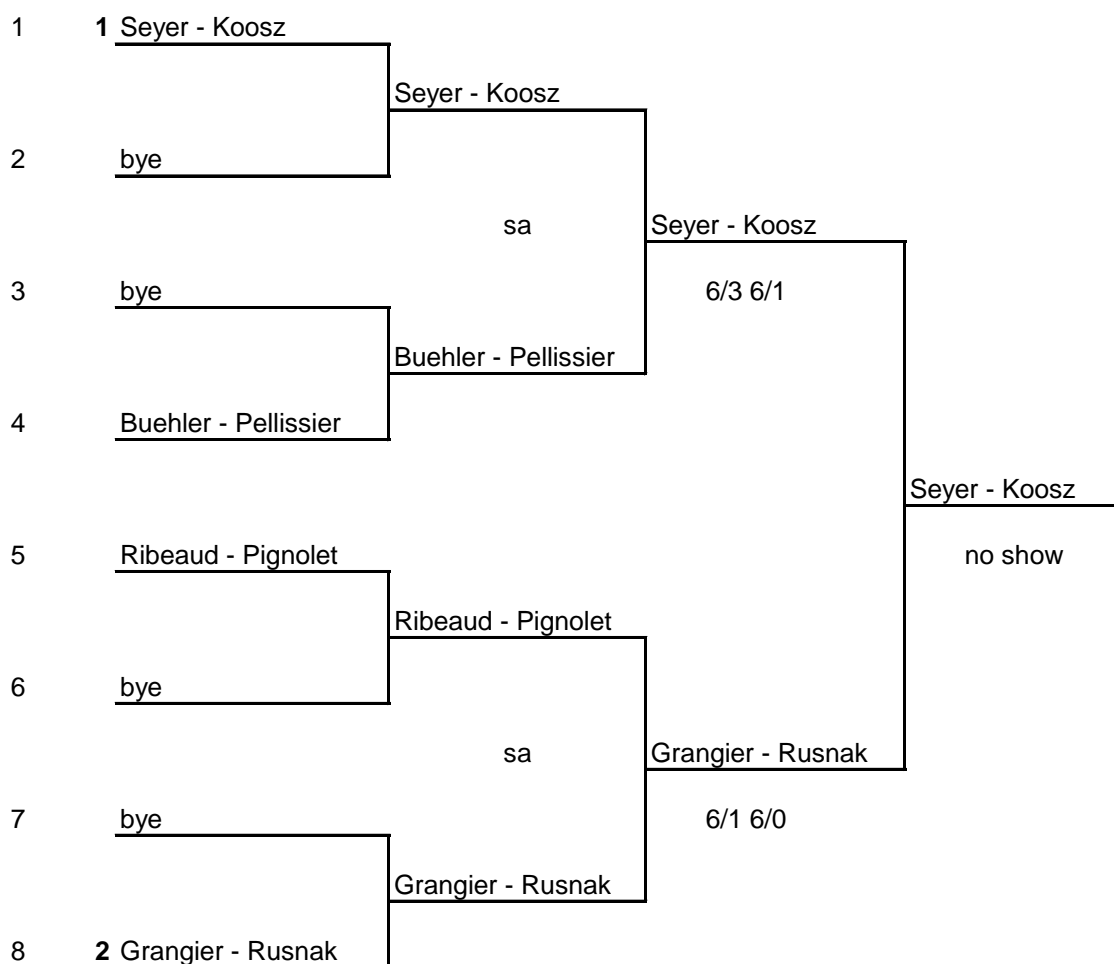 1 1 Seyer - Koosz
Seyer - Koosz
2 bye
sa Seyer - Koosz
3 bye 6/3 6/1
Buehler - Pellissier
4 Buehler - Pellissier
Seyer - Koosz
5 Ribeaud - Pignolet no show
Ribeaud - Pignolet
6 bye
sa Grangier - Rusnak
7 bye 6/1 6/0
Grangier - Rusnak
8 2 Grangier - Rusnak